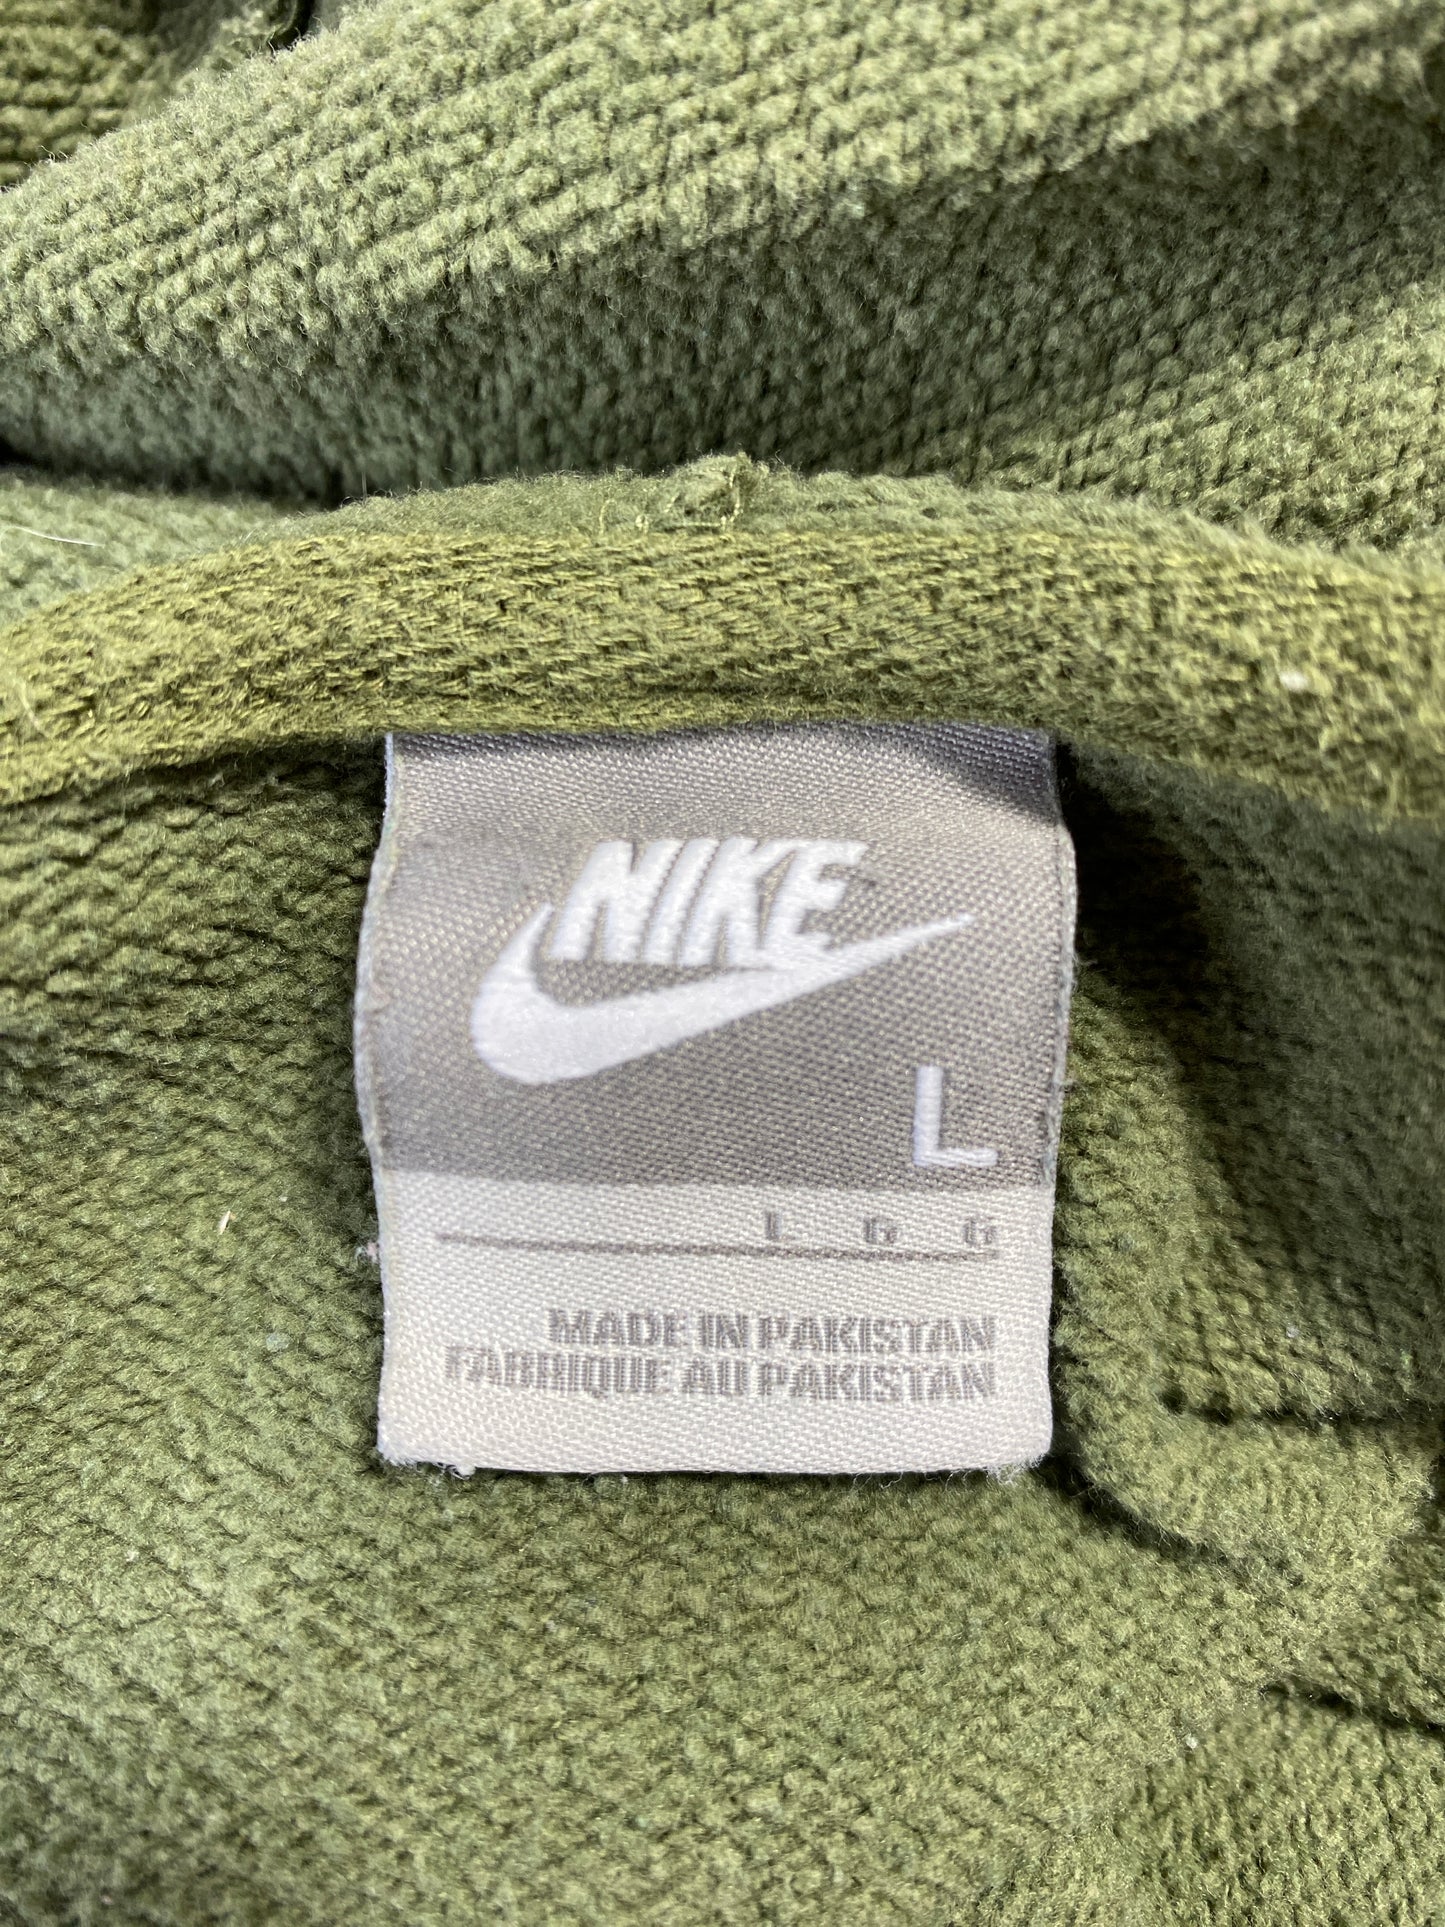 NIKE
L
L G G
MADE IN PAKISTAN
FABRIQUE AU PAKISTAN